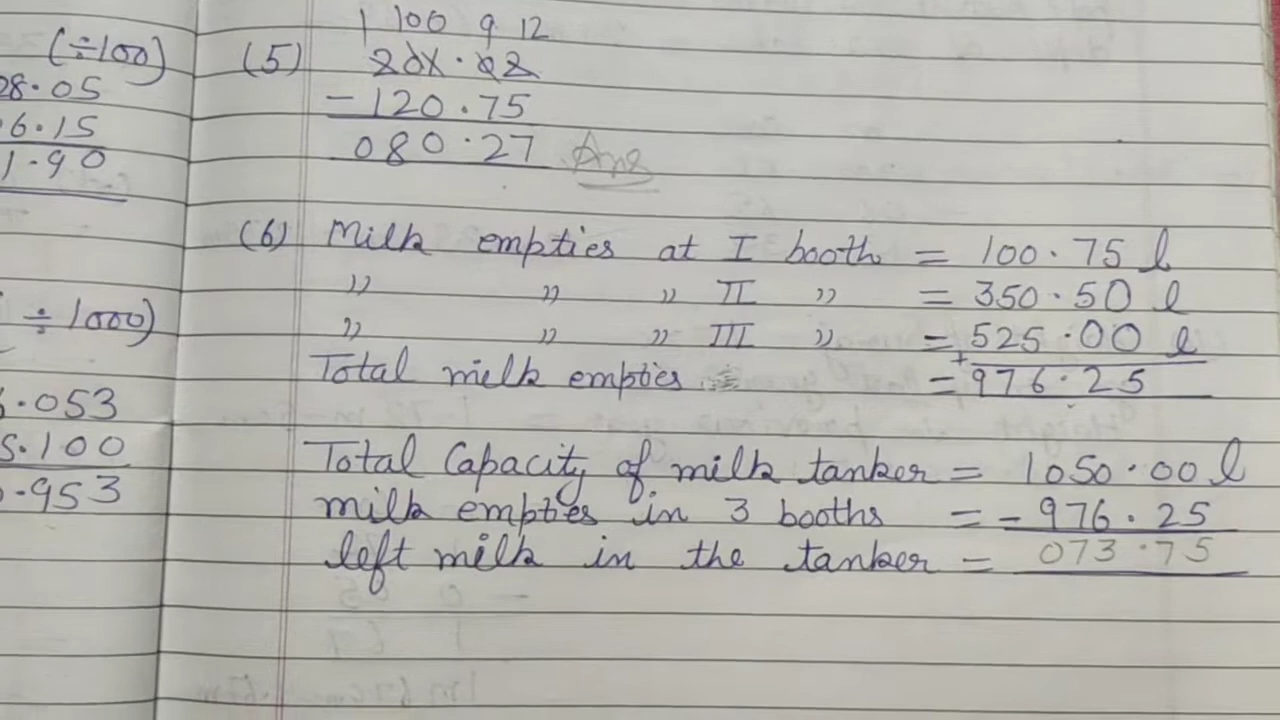 (÷100)
28.05
6.15
1.90
÷1000)
.053
5.100
.953
1 100 9 12
(5) 201.02
-120.75
080.27 Ans
(6) Milk empties at I booth = 100.75 l
,, ,, ,, II ,, = 350.50 l
,, ,, ,, III ,, = +525.00 l
Total milk empties = 976.25
Total Capacity of milk tanker = 1050.00 l
milk empties in 3 booths = -976.25
left milk in the tanker = 073.75